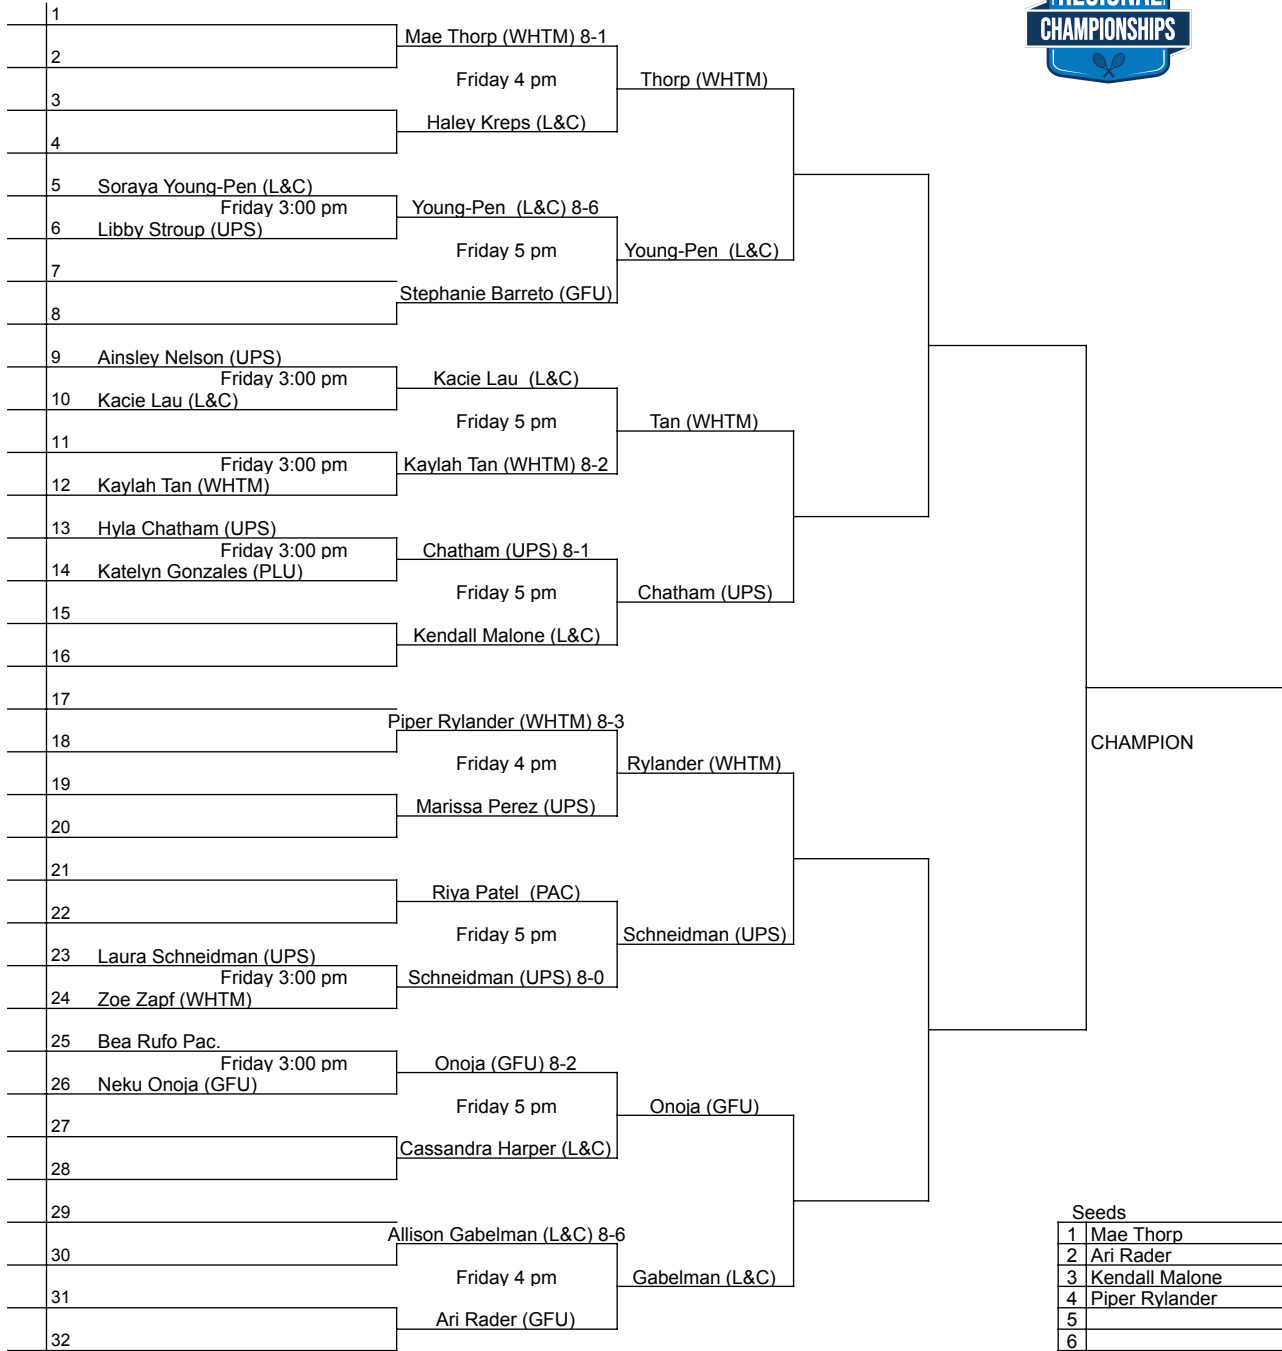 REGIONAL
CHAMPIONSHIPS
1
Mae Thorp (WHTM) 8-1
2
Friday 4 pm
Thorp (WHTM)
3
Haley Kreps (L&C)
4
5 Soraya Young-Pen (L&C)
Friday 3:00 pm
Young-Pen (L&C) 8-6
6 Libby Stroup (UPS)
Friday 5 pm
Young-Pen (L&C)
7
Stephanie Barreto (GFU)
8
9 Ainsley Nelson (UPS)
Friday 3:00 pm
Kacie Lau (L&C)
10 Kacie Lau (L&C)
Friday 5 pm
Tan (WHTM)
11
Friday 3:00 pm
Kaylah Tan (WHTM) 8-2
12 Kaylah Tan (WHTM)
13 Hyla Chatham (UPS)
Friday 3:00 pm
Chatham (UPS) 8-1
14 Katelyn Gonzales (PLU)
Friday 5 pm
Chatham (UPS)
15
Kendall Malone (L&C)
16
17
Piper Rylander (WHTM) 8-3
18
CHAMPION
Friday 4 pm
Rylander (WHTM)
19
Marissa Perez (UPS)
20
21
Riya Patel (PAC)
22
Friday 5 pm
Schneidman (UPS)
23 Laura Schneidman (UPS)
Friday 3:00 pm
Schneidman (UPS) 8-0
24 Zoe Zapf (WHTM)
25 Bea Rufo Pac.
Friday 3:00 pm
Onoja (GFU) 8-2
26 Neku Onoja (GFU)
Friday 5 pm
Onoja (GFU)
27
Cassandra Harper (L&C)
28
29
Allison Gabelman (L&C) 8-6
30
Friday 4 pm
Gabelman (L&C)
31
Ari Rader (GFU)
32
Seeds
1 Mae Thorp
2 Ari Rader
3 Kendall Malone
4 Piper Rylander
5
6